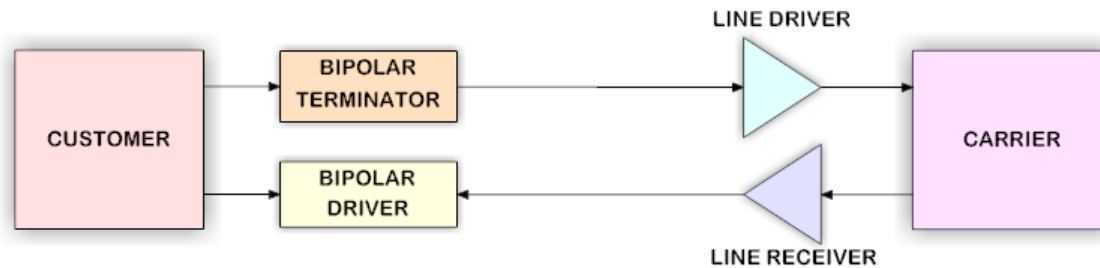 LINE DRIVER
BIPOLAR
TERMINATOR
CUSTOMER
CARRIER
BIPOLAR
DRIVER
LINE RECEIVER